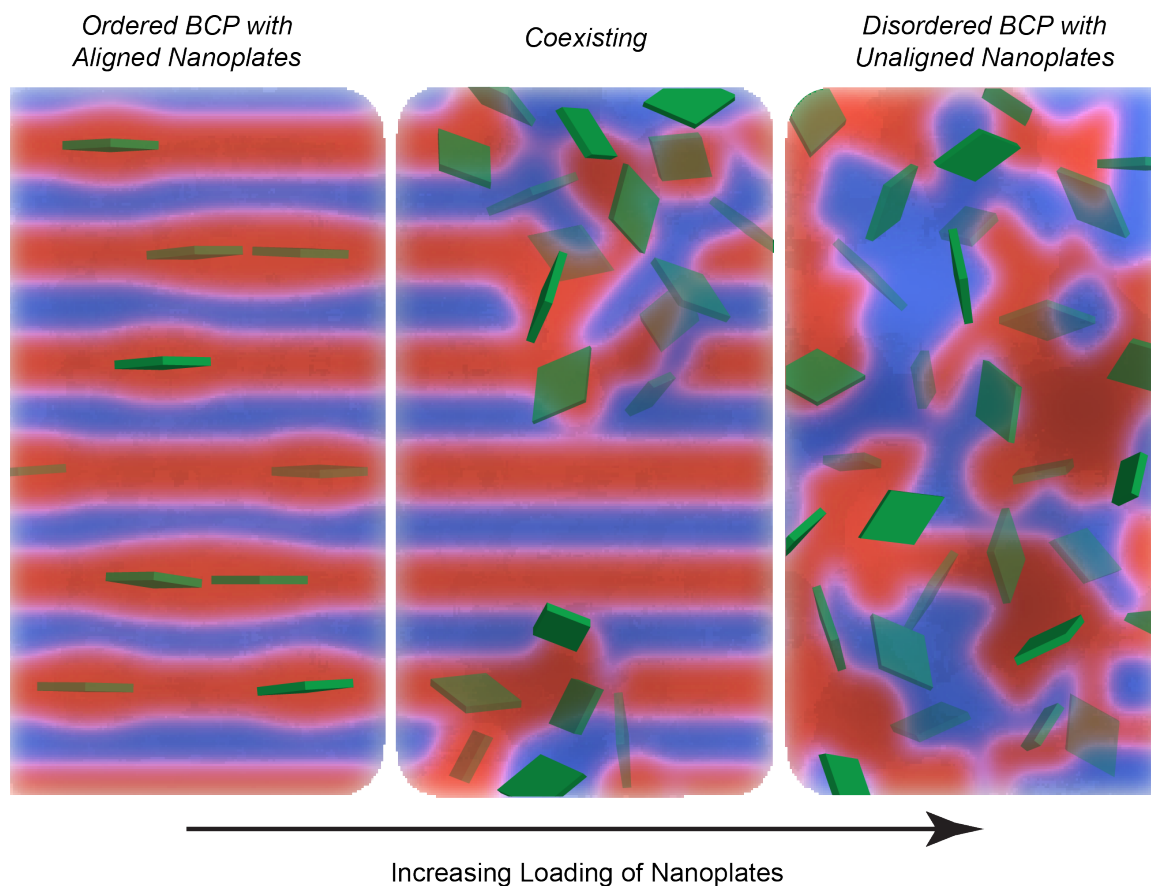 Ordered BCP with
Aligned Nanoplates
Coexisting
Disordered BCP with
Unaligned Nanoplates
Increasing Loading of Nanoplates